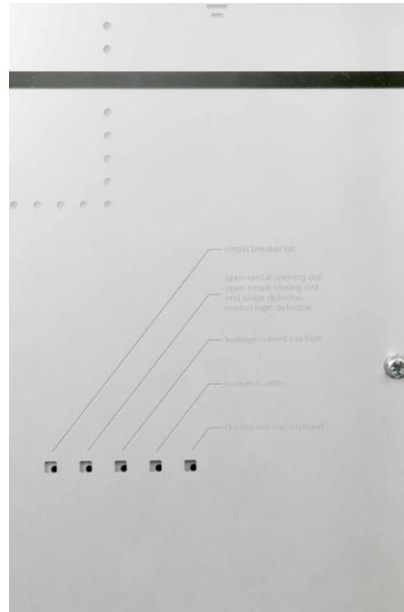 circuit breaker on
open circuit opening coil
open circuit closing coil
end stage defective
control logic defective
leakage current too high
system healthy
closing coil cap. charged